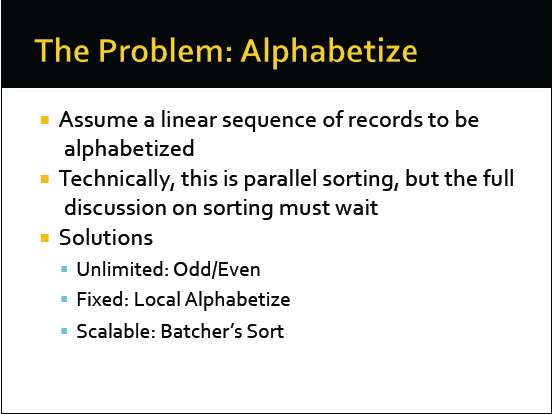 The Problem: Alphabetize
Assume a linear sequence of records to be
alphabetized
Technically, this is parallel sorting, but the full
discussion on sorting must wait
Solutions
Unlimited: Odd/Even
Fixed: Local Alphabetize
Scalable: Batcher’s Sort